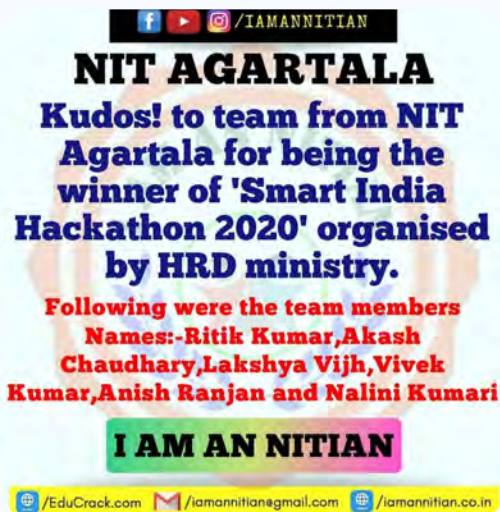 /IAMANNITIAN
NIT AGARTALA
Kudos! to team from NIT
Agartala for being the
winner of 'Smart India
Hackathon 2020' organised
by HRD ministry.
Following were the team members
Names:-Ritik Kumar,Akash
Chaudhary,Lakshya Vijh,Vivek
Kumar,Anish Ranjan and Nalini Kumari
I AM AN NITIAN
/EduCrack.com /iamannitian@gmail.com /iamannitian.co.in